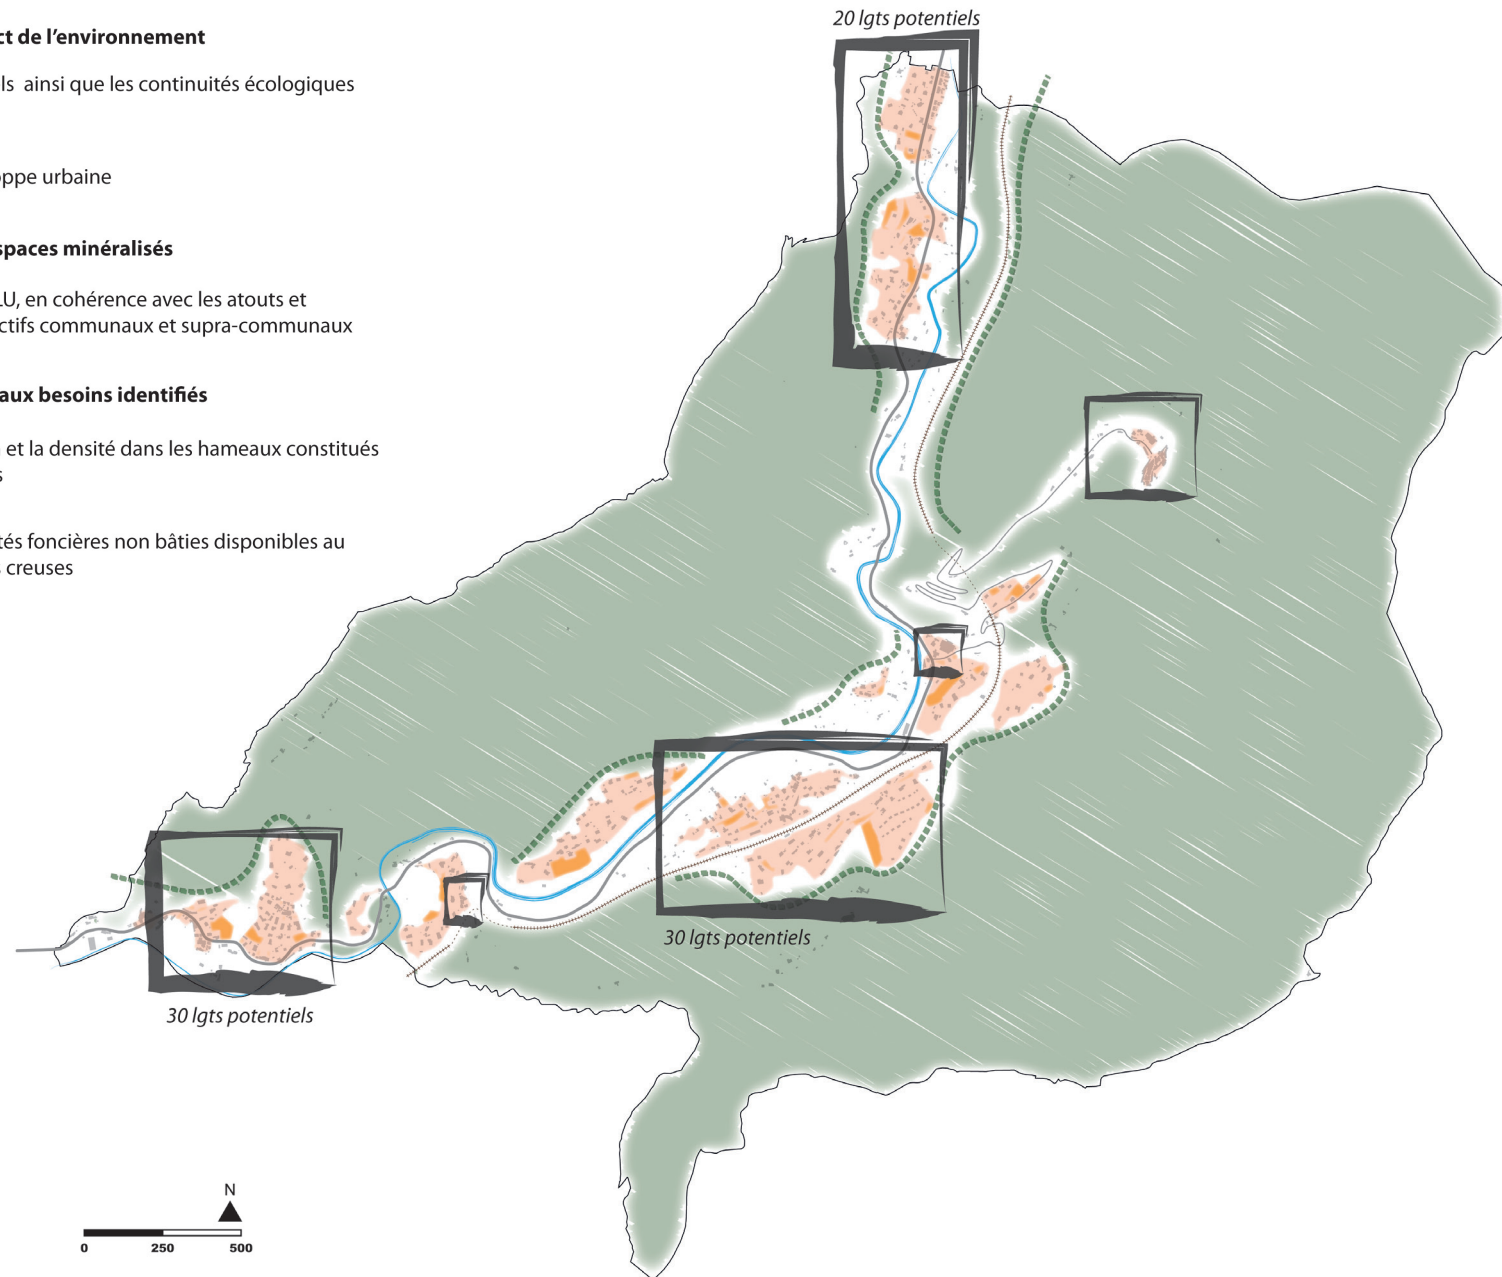 20 lgts potentiels
ct de l’environnement
ls ainsi que les continuités écologiques
ppe urbaine
spaces minéralisés
LU, en cohérence avec les atouts et
ctifs communaux et supra-communaux
aux besoins identifiés
et la densité dans les hameaux constitués
s
tés foncières non bâties disponibles au
s creuses
30 lgts potentiels
30 lgts potentiels
N
0 250 500